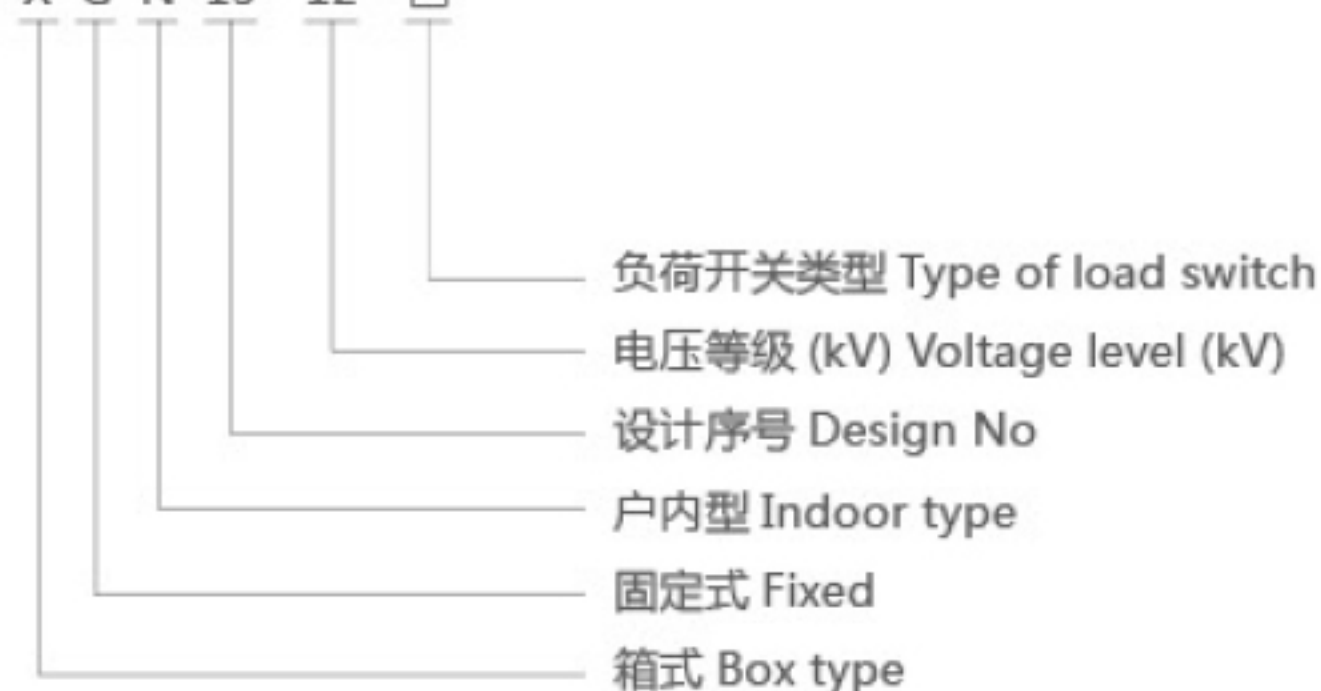 负荷开关类型 Type of load switch
电压等级 (kV) Voltage level (kV)
设计序号 Design No
户内型 Indoor type
固定式 Fixed
箱式 Box type